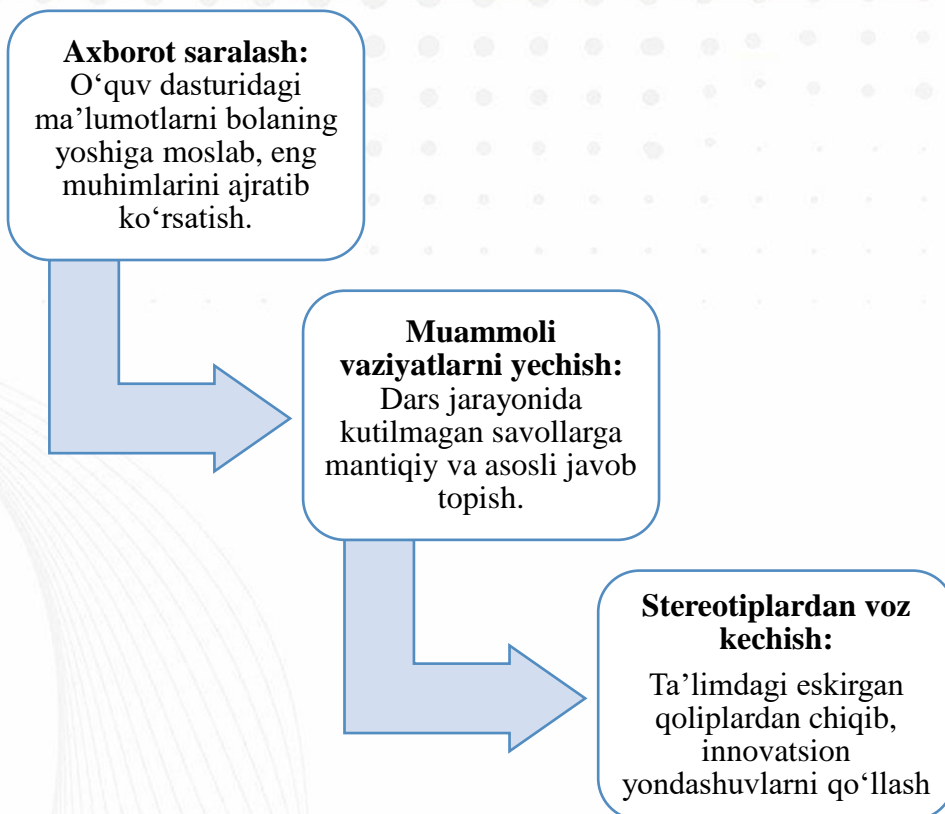 Axborot saralash:
O‘quv dasturidagi
ma’lumotlarni bolaning
yoshiga moslab, eng
muhimlarini ajratib
ko‘rsatish.
Muammoli
vaziyatlarni yechish:
Dars jarayonida
kutilmagan savollarga
mantiqiy va asosli javob
topish.
Stereotiplardan voz
kechish:
Ta’limdagi eskirgan
qoliplardan chiqib,
innovatsion
yondashuvlarni qo‘llash